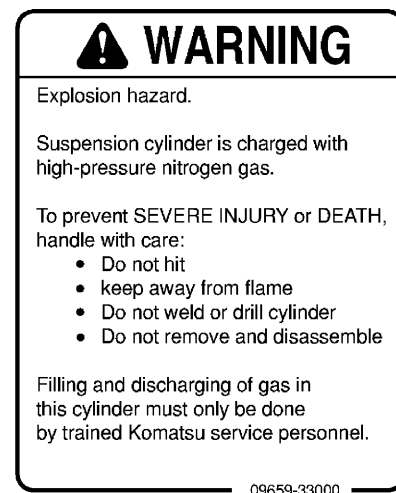 WARNING
Explosion hazard.
Suspension cylinder is charged with
high-pressure nitrogen gas.
To prevent SEVERE INJURY or DEATH,
handle with care:
• Do not hit
• keep away from flame
• Do not weld or drill cylinder
• Do not remove and disassemble
Filling and discharging of gas in
this cylinder must only be done
by trained Komatsu service personnel.
09659-33000